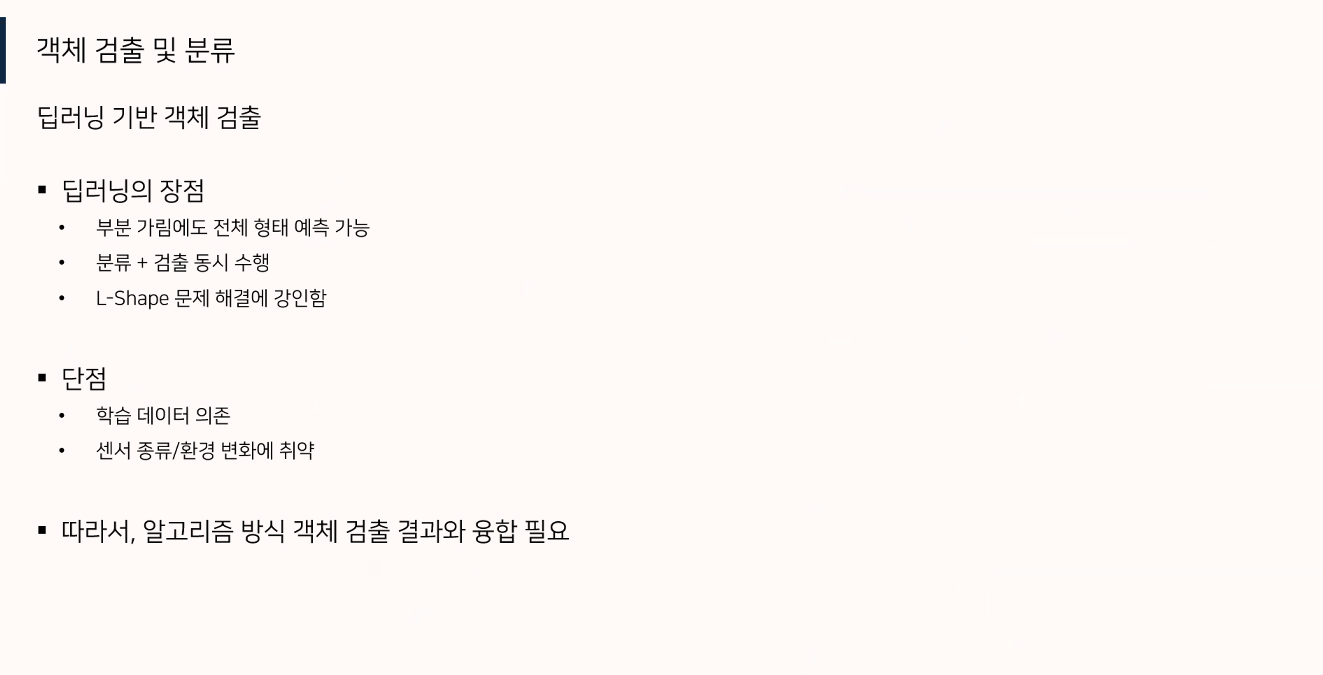 객체 검출 및 분류
딥러닝 기반 객체 검출
▪ 딥러닝의 장점
• 부분 가림에도 전체 형태 예측 가능
• 분류 + 검출 동시 수행
• L-Shape 문제 해결에 강인함
▪ 단점
• 학습 데이터 의존
• 센서 종류/환경 변화에 취약
▪ 따라서, 알고리즘 방식 객체 검출 결과와 융합 필요